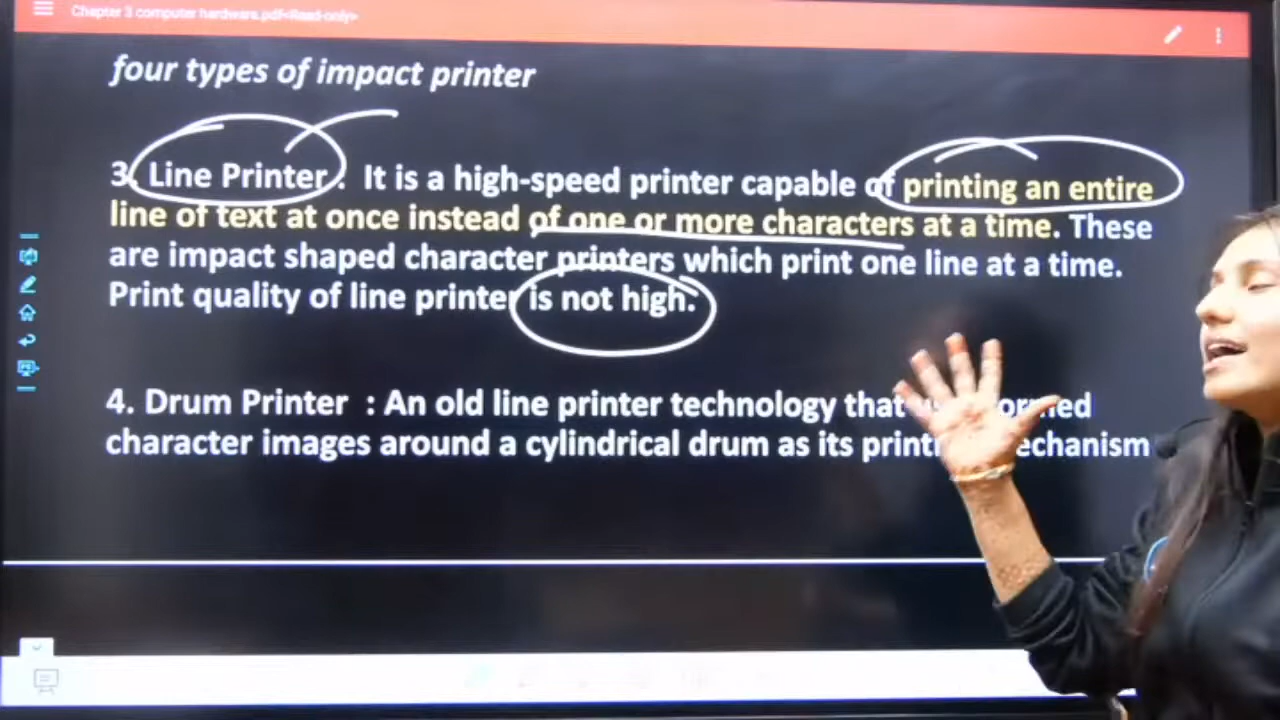 Chapter 3 computer hardware.pdf<Read-only>
four types of impact printer
3. Line Printer : It is a high-speed printer capable of printing an entire
line of text at once instead of one or more characters at a time. These
are impact shaped character printers which print one line at a time.
Print quality of line printer is not high.
4. Drum Printer : An old line printer technology that
character images around a cylindrical drum as its